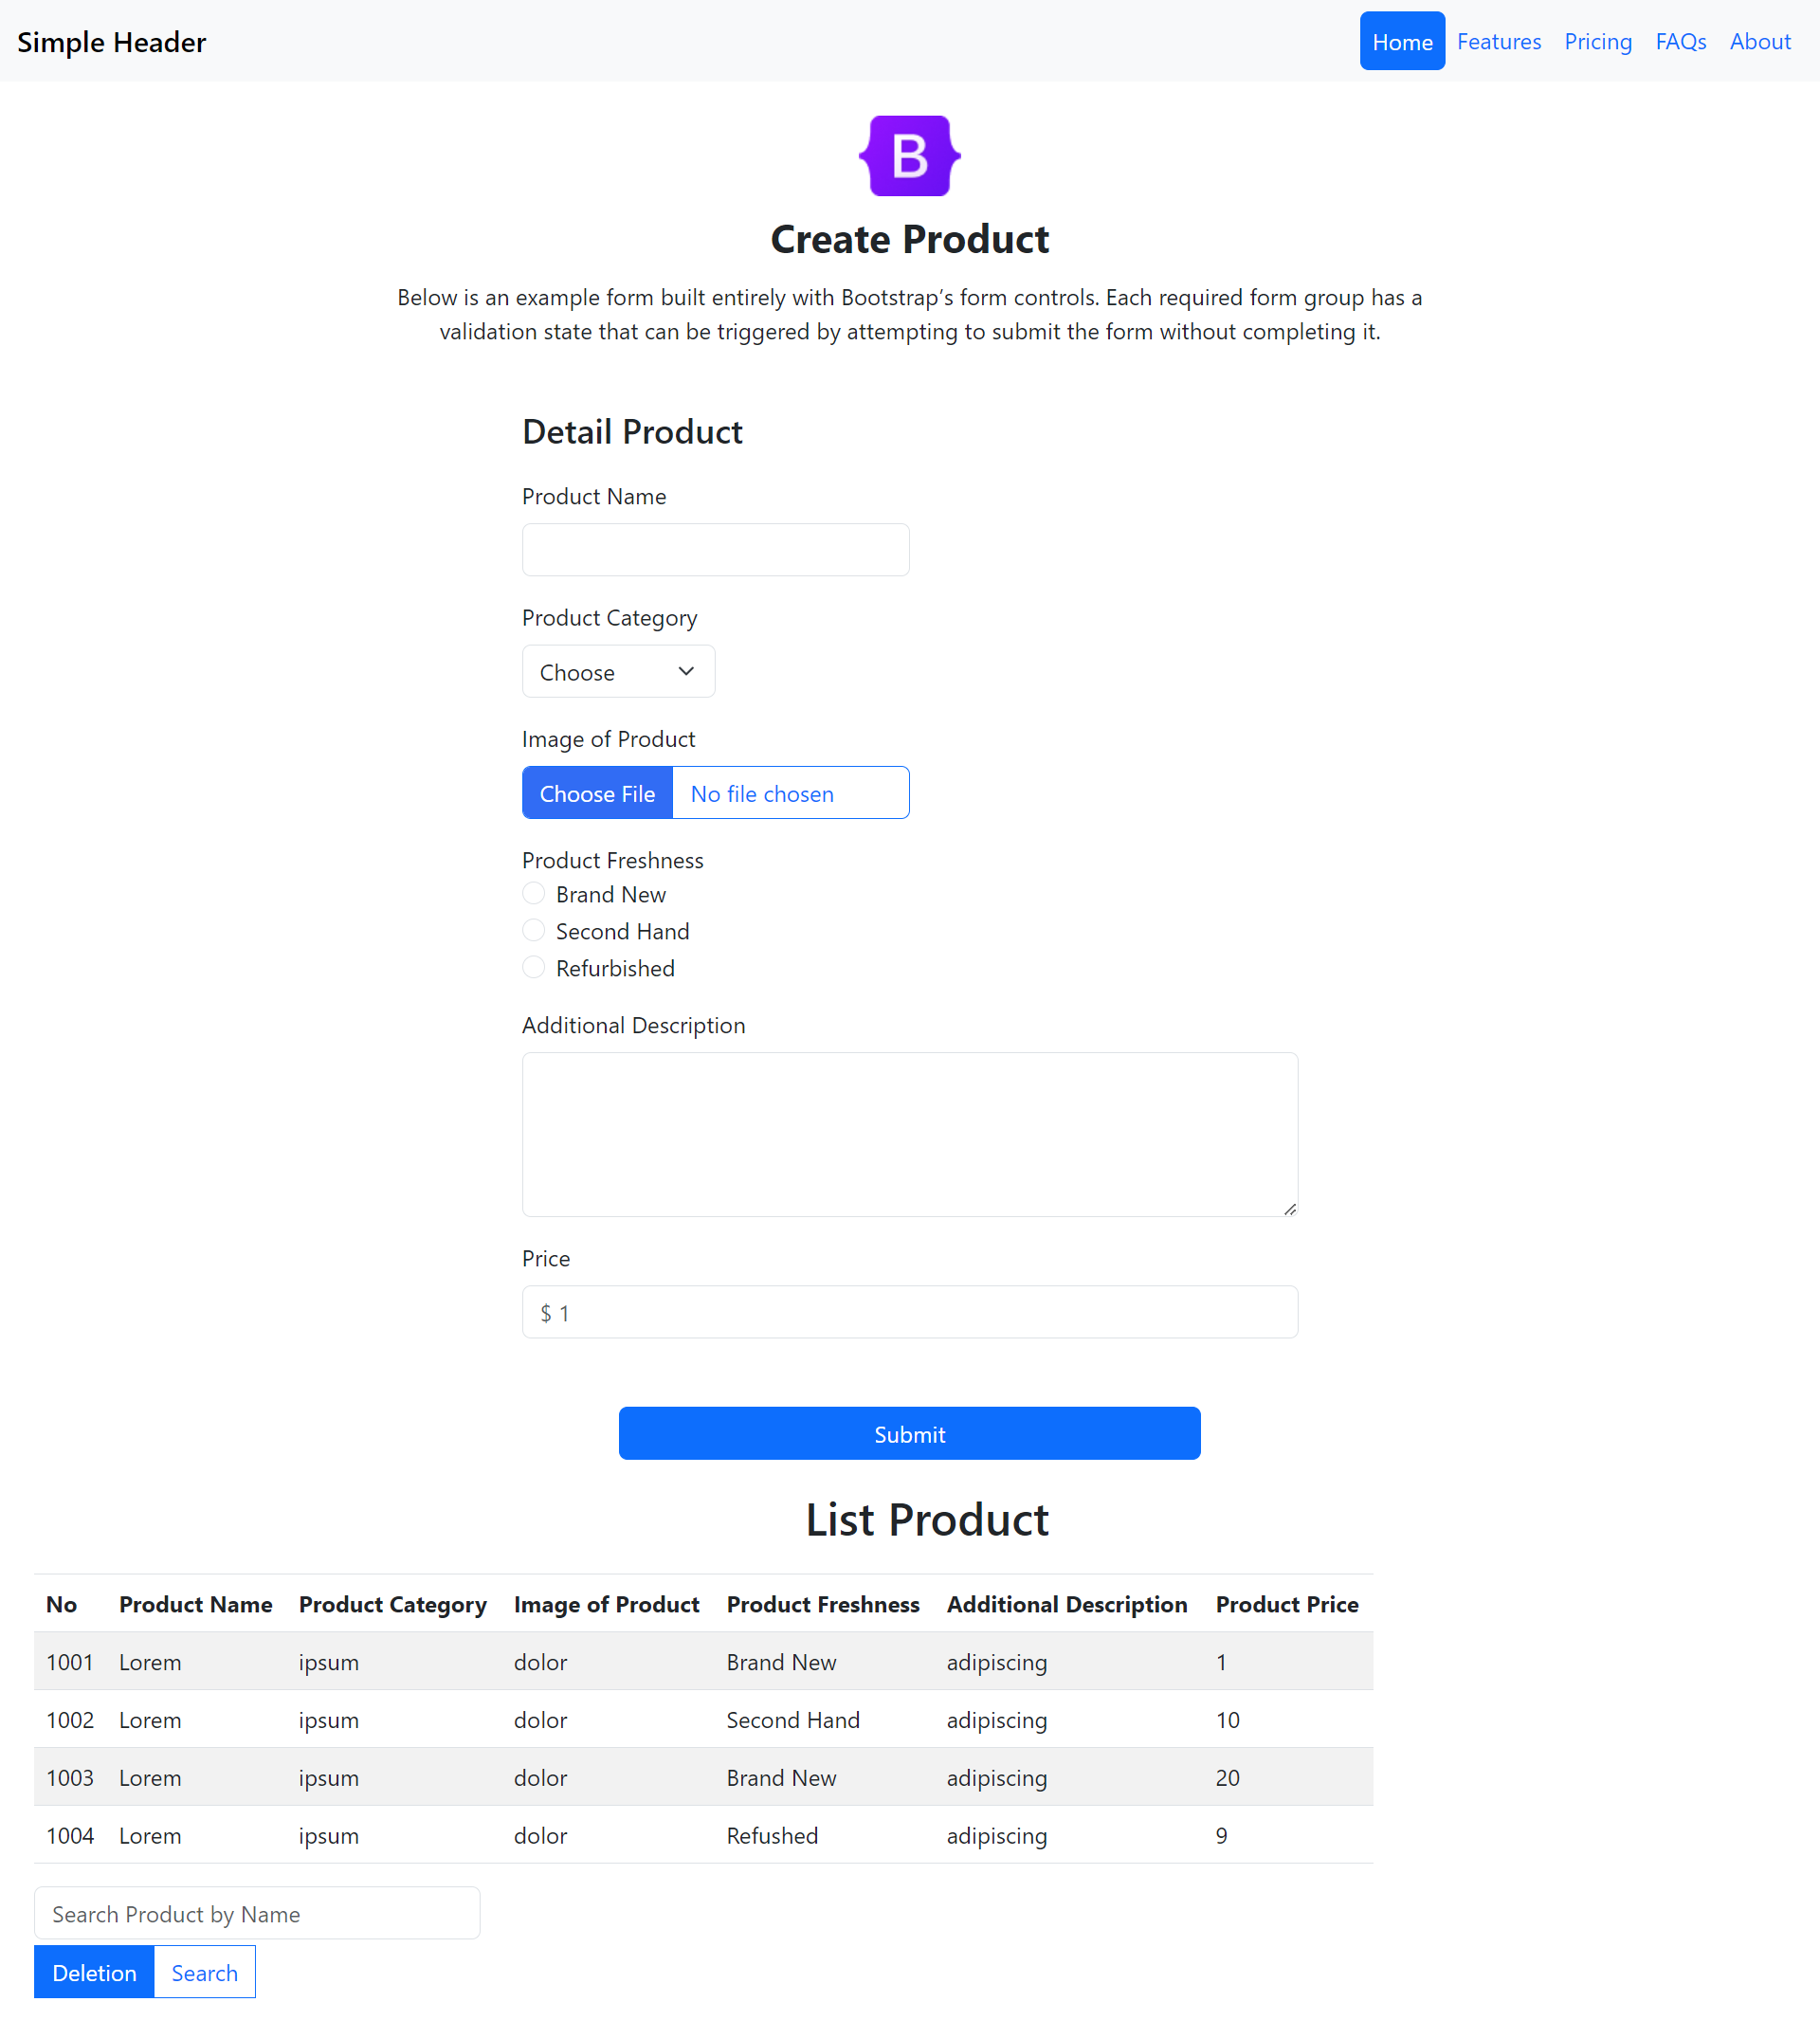 Simple Header
Home Features Pricing FAQs About
B
Create Product
Below is an example form built entirely with Bootstrap’s form controls. Each required form group has a
validation state that can be triggered by attempting to submit the form without completing it.
Detail Product
Product Name
Product Category
Choose
Image of Product
Choose File No file chosen
Product Freshness
Brand New
Second Hand
Refurbished
Additional Description
Price
$ 1
Submit
List Product
No Product Name Product Category Image of Product Product Freshness Additional Description Product Price
1001 Lorem ipsum dolor Brand New adipiscing 1
1002 Lorem ipsum dolor Second Hand adipiscing 10
1003 Lorem ipsum dolor Brand New adipiscing 20
1004 Lorem ipsum dolor Refushed adipiscing 9
Search Product by Name
Deletion Search